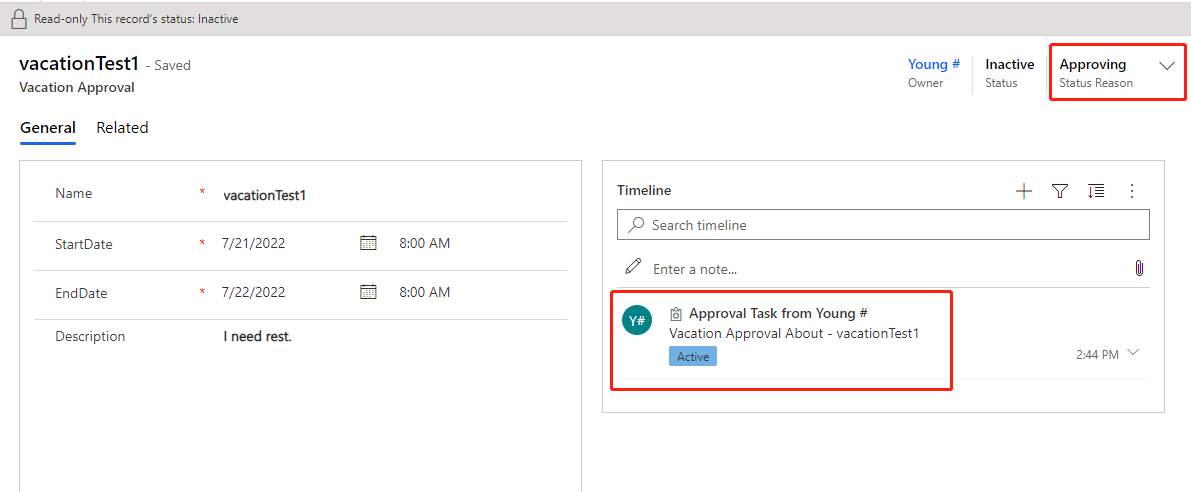 Read-only This record's status: Inactive
vacationTest1 - Saved
Vacation Approval
Young #
Owner
Inactive
Status
Approving
Status Reason
General Related
Name * vacationTest1
StartDate * 7/21/2022 8:00 AM
EndDate * 7/22/2022 8:00 AM
Description I need rest.
Timeline
Search timeline
Enter a note...
Y#
Approval Task from Young #
Vacation Approval About - vacationTest1
Active
2:44 PM